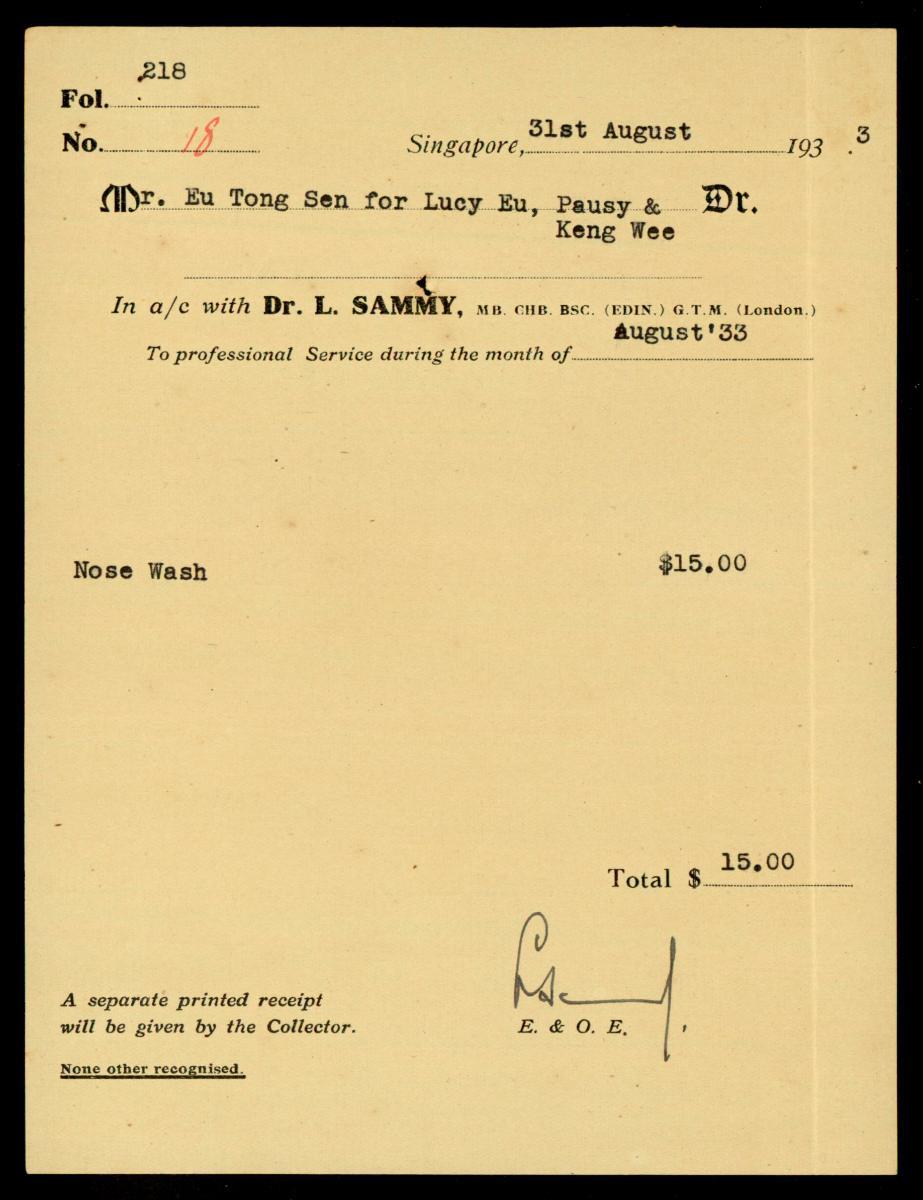 218
Fol.
No. 18
Singapore, 31st August 193 3
Mr. Eu Tong Sen for Lucy Eu, Pausy & Dr.
Keng Wee
In a/c with Dr. L. SAMMY, MB. CHB. BSC. (EDIN.) G.T.M. (London.)
August'33
To professional Service during the month of
Nose Wash $15.00
Total $ 15.00
A separate printed receipt
will be given by the Collector.
E. & O. E.
None other recognised.